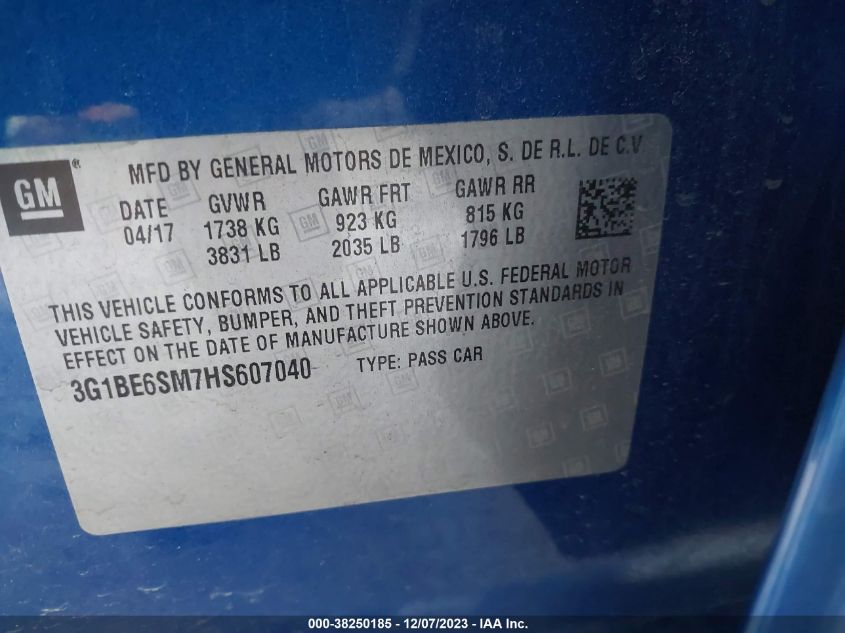 GM ®
MFD BY GENERAL MOTORS DE MEXICO, S. DE R.L. DE C.V
DATE GVWR GAWR FRT GAWR RR
04/17 1738 KG 923 KG 815 KG
3831 LB 2035 LB 1796 LB
THIS VEHICLE CONFORMS TO ALL APPLICABLE U.S. FEDERAL MOTOR
VEHICLE SAFETY, BUMPER, AND THEFT PREVENTION STANDARDS IN
EFFECT ON THE DATE OF MANUFACTURE SHOWN ABOVE.
3G1BE6SM7HS607040 TYPE: PASS CAR
000-38250185 - 12/07/2023 - IAA Inc.